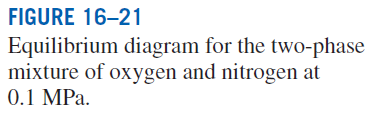 FIGURE 16–21
Equilibrium diagram for the two-phase
mixture of oxygen and nitrogen at
0.1 MPa.